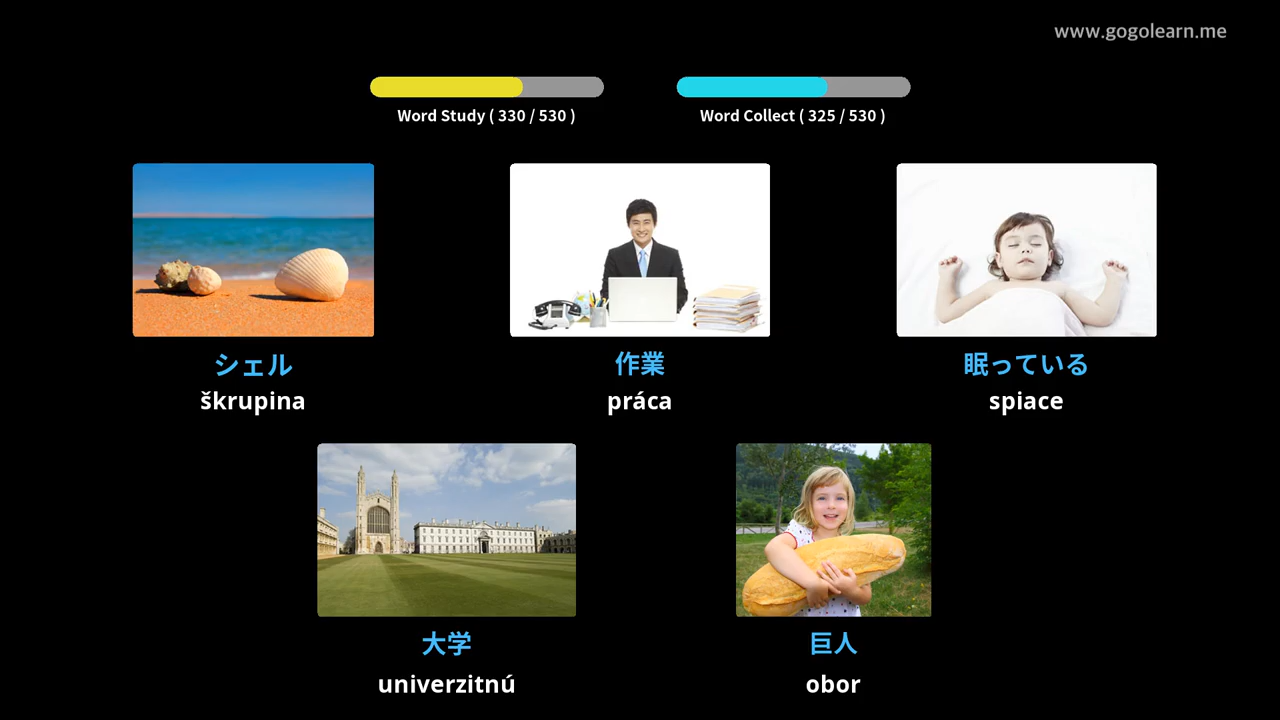 www.gogolearn.me
Word Study ( 330 / 530 )
Word Collect ( 325 / 530 )
シェル
škrupina
作業
práca
眠っている
spiace
大学
univerzitnú
巨人
obor